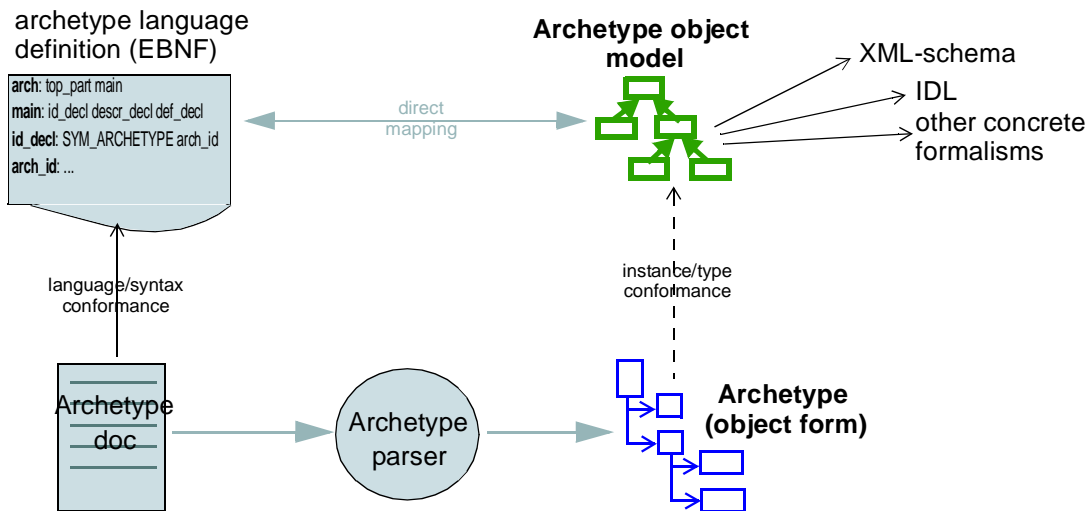 archetype language
definition (EBNF)
arch: top_part main
main: id_decl descr_decl def_decl
id_decl: SYM_ARCHETYPE arch_id
arch_id: ...
direct
mapping
Archetype object
model
XML-schema
IDL
other concrete
formalisms
language/syntax
conformance
instance/type
conformance
Archetype
doc
Archetype
parser
Archetype
(object form)